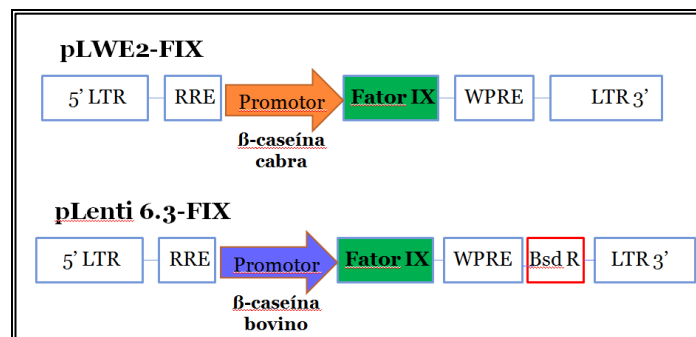 pLWE2-FIX
5’ LTR RRE Promotor Fator IX WPRE LTR 3’
ß-caseína
cabra
pLenti 6.3-FIX
5’ LTR RRE Promotor Fator IX WPRE Bsd R LTR 3’
ß-caseína
bovino